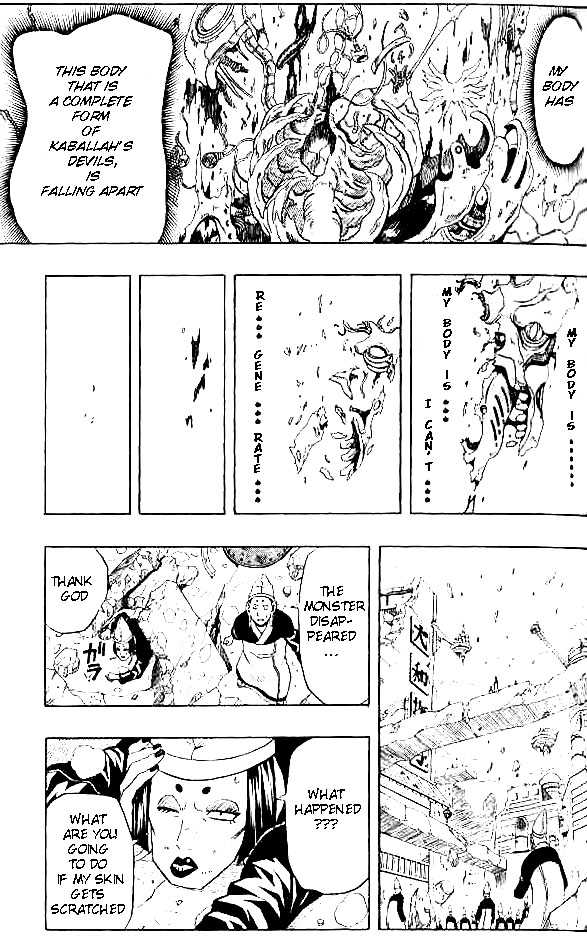 MY
BODY
HAS
THIS BODY
THAT IS
A COMPLETE
FORM
OF
KABALLAH'S
DEVILS,
IS
FALLING APART
MY BODY IS ......
MY BODY IS ...
I CAN'T ...
RE... GENE... RATE...
大和
THE
MONSTER
DISAP-
PEARED
...
THANK
GOD
ガラ
WHAT
HAPPENED
???
WHAT
ARE YOU
GOING
TO DO
IF MY SKIN
GETS
SCRATCHED